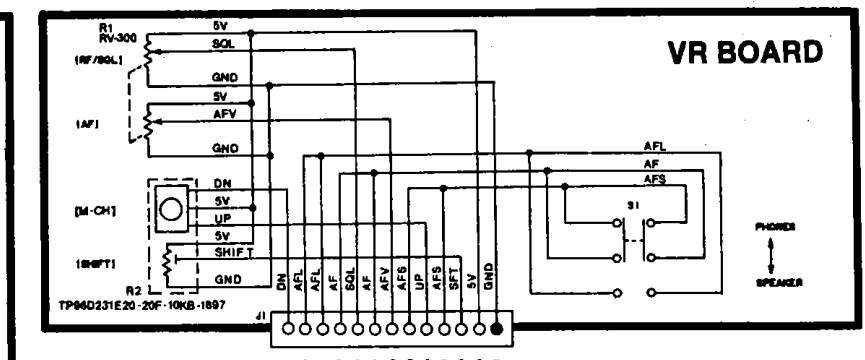 VR BOARD
R1
RV-300
[RF/SQL]
5V
SQL
GND
5V
[AF]
AFV
GND
AFL
AF
AFS
S1
PHONES
SPEAKER
DN
[M-CH]
5V
UP
5V
[SHIFT]
SHIFT
GND
R2
TP96D231E20-20F-10KB-1897
DN
AFL
AFL
AF
SQL
AF
AFV
AFS
UP
AFS
SFT
5V
GND
J1